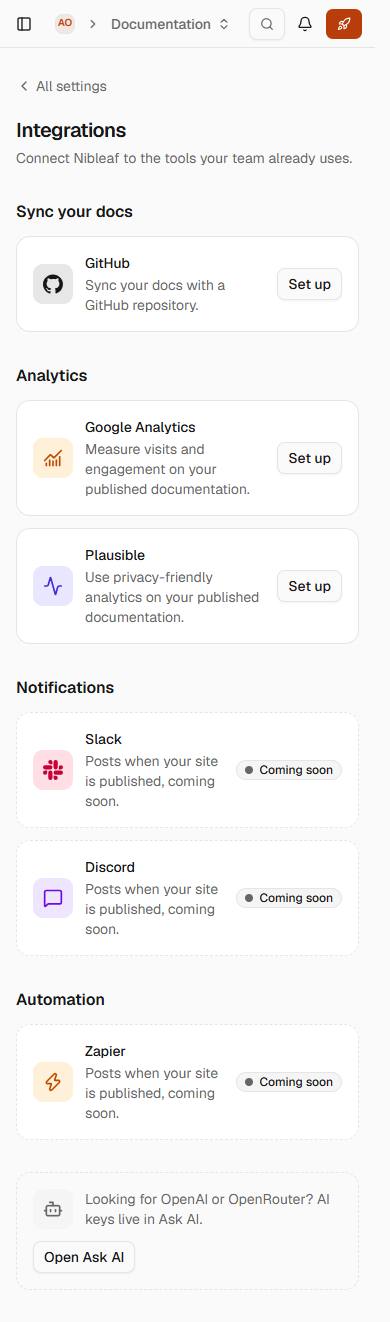 AO
Documentation
All settings
Integrations
Connect Nibleaf to the tools your team already uses.
Sync your docs
GitHub
Sync your docs with a
GitHub repository.
Set up
Analytics
Google Analytics
Measure visits and
engagement on your
published documentation.
Set up
Plausible
Use privacy-friendly
analytics on your published
documentation.
Set up
Notifications
Slack
Posts when your site
is published, coming
soon.
Coming soon
Discord
Posts when your site
is published, coming
soon.
Coming soon
Automation
Zapier
Posts when your site
is published, coming
soon.
Coming soon
Looking for OpenAI or OpenRouter? AI
keys live in Ask AI.
Open Ask AI